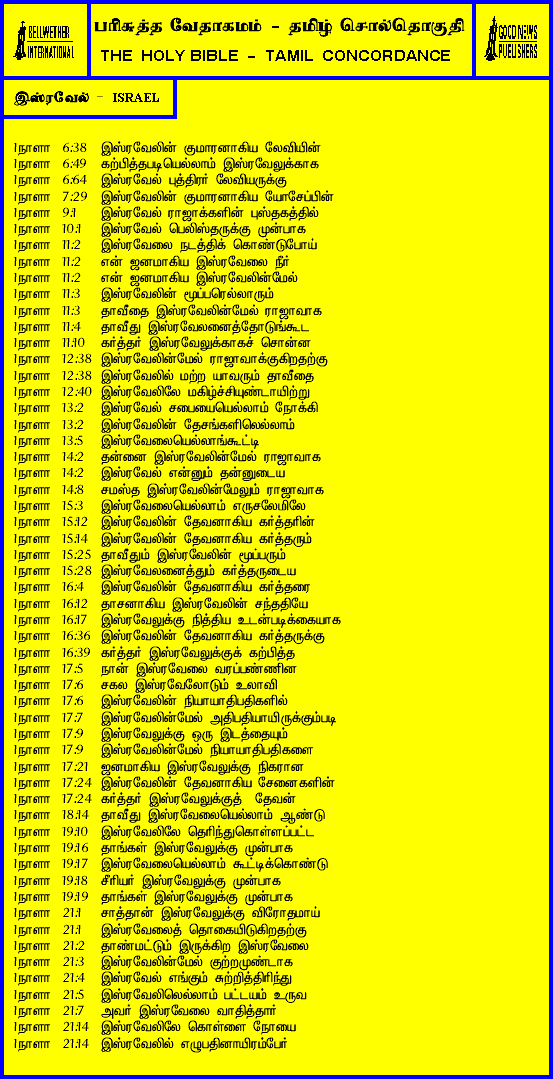 BELLWETHER
INTERNATIONAL
பரிசுத்த வேதாகமம் - தமிழ் சொல்தொகுதி
THE HOLY BIBLE - TAMIL CONCORDANCE
GOOD NEWS
PUBLISHERS
இஸ்ரவேல் - ISRAEL
1நாளா 6:38 இஸ்ரவேலின் குமாரனாகிய லேவியின்
1நாளா 6:49 கற்பித்தபடியெல்லாம் இஸ்ரவேலுக்காக
1நாளா 6:64 இஸ்ரவேல் புத்திரர் லேவியருக்கு
1நாளா 7:29 இஸ்ரவேலின் குமாரனாகிய யோசேப்பின்
1நாளா 9:1 இஸ்ரவேல் ராஜாக்களின் புஸ்தகத்தில்
1நாளா 10:1 இஸ்ரவேல் பெலிஸ்தருக்கு முன்பாக
1நாளா 11:2 இஸ்ரவேலை நடத்திக் கொண்டுபோய்
1நாளா 11:2 என் ஜனமாகிய இஸ்ரவேலை நீர்
1நாளா 11:2 என் ஜனமாகிய இஸ்ரவேலின்மேல்
1நாளா 11:3 இஸ்ரவேலின் மூப்பரெல்லாரும்
1நாளா 11:3 தாவீதை இஸ்ரவேலின்மேல் ராஜாவாக
1நாளா 11:4 தாவீது இஸ்ரவேலனைத்தோடுங்கூட
1நாளா 11:10 கர்த்தர் இஸ்ரவேலுக்காகச் சொன்ன
1நாளா 12:38 இஸ்ரவேலின்மேல் ராஜாவாக்குகிறதற்கு
1நாளா 12:38 இஸ்ரவேலில் மற்ற யாவரும் தாவீதை
1நாளா 12:40 இஸ்ரவேலிலே மகிழ்ச்சியுண்டாயிற்று
1நாளா 13:2 இஸ்ரவேல் சபையையெல்லாம் நோக்கி
1நாளா 13:2 இஸ்ரவேலின் தேசங்களிலெல்லாம்
1நாளா 13:5 இஸ்ரவேலையெல்லாங்கூட்டி
1நாளா 14:2 தன்னை இஸ்ரவேலின்மேல் ராஜாவாக
1நாளா 14:2 இஸ்ரவேல் என்னும் தன்னுடைய
1நாளா 14:8 சமஸ்த இஸ்ரவேலின்மேலும் ராஜாவாக
1நாளா 15:3 இஸ்ரவேலையெல்லாம் எருசலேமிலே
1நாளா 15:12 இஸ்ரவேலின் தேவனாகிய கர்த்தரின்
1நாளா 15:14 இஸ்ரவேலின் தேவனாகிய கர்த்தரும்
1நாளா 15:25 தாவீதும் இஸ்ரவேலின் மூப்பரும்
1நாளா 15:28 இஸ்ரவேலனைத்தும் கர்த்தருடைய
1நாளா 16:4 இஸ்ரவேலின் தேவனாகிய கர்த்தரை
1நாளா 16:12 தாசனாகிய இஸ்ரவேலின் சந்ததியே
1நாளா 16:17 இஸ்ரவேலுக்கு நித்திய உடன்படிக்கையாக
1நாளா 16:36 இஸ்ரவேலின் தேவனாகிய கர்த்தருக்கு
1நாளா 16:39 கர்த்தர் இஸ்ரவேலுக்குக் கற்பித்த
1நாளா 17:5 நான் இஸ்ரவேலை வரப்பண்ணின
1நாளா 17:6 சகல இஸ்ரவேலோடும் உலாவி
1நாளா 17:6 இஸ்ரவேலின் நியாயாதிபதிகளில்
1நாளா 17:7 இஸ்ரவேலின்மேல் அதிபதியாயிருக்கும்படி
1நாளா 17:9 இஸ்ரவேலுக்கு ஒரு இடத்தையும்
1நாளா 17:9 இஸ்ரவேலின்மேல் நியாயாதிபதிகளை
1நாளா 17:21 ஜனமாகிய இஸ்ரவேலுக்கு நிகரான
1நாளா 17:24 இஸ்ரவேலின் தேவனாகிய சேனைகளின்
1நாளா 17:24 கர்த்தர் இஸ்ரவேலுக்குத் தேவன்
1நாளா 18:14 தாவீது இஸ்ரவேலையெல்லாம் ஆண்டு
1நாளா 19:10 இஸ்ரவேலிலே தெரிந்துகொள்ளப்பட்ட
1நாளா 19:16 தாங்கள் இஸ்ரவேலுக்கு முன்பாக
1நாளா 19:17 இஸ்ரவேலையெல்லாம் கூட்டிக்கொண்டு
1நாளா 19:18 சீரியர் இஸ்ரவேலுக்கு முன்பாக
1நாளா 19:19 தாங்கள் இஸ்ரவேலுக்கு முன்பாக
1நாளா 21:1 சாத்தான் இஸ்ரவேலுக்கு விரோதமாய்
1நாளா 21:1 இஸ்ரவேலைத் தொகையிடுகிறதற்கு
1நாளா 21:2 தாண்மட்டும் இருக்கிற இஸ்ரவேலை
1நாளா 21:3 இஸ்ரவேலின்மேல் குற்றமுண்டாக
1நாளா 21:4 இஸ்ரவேல் எங்கும் சுற்றித்திரிந்து
1நாளா 21:5 இஸ்ரவேலிலெல்லாம் பட்டயம் உருவ
1நாளா 21:7 அவர் இஸ்ரவேலை வாதித்தார்
1நாளா 21:14 இஸ்ரவேலிலே கொள்ளை நோயை
1நாளா 21:14 இஸ்ரவேலில் எழுபதினாயிரம்பேர்